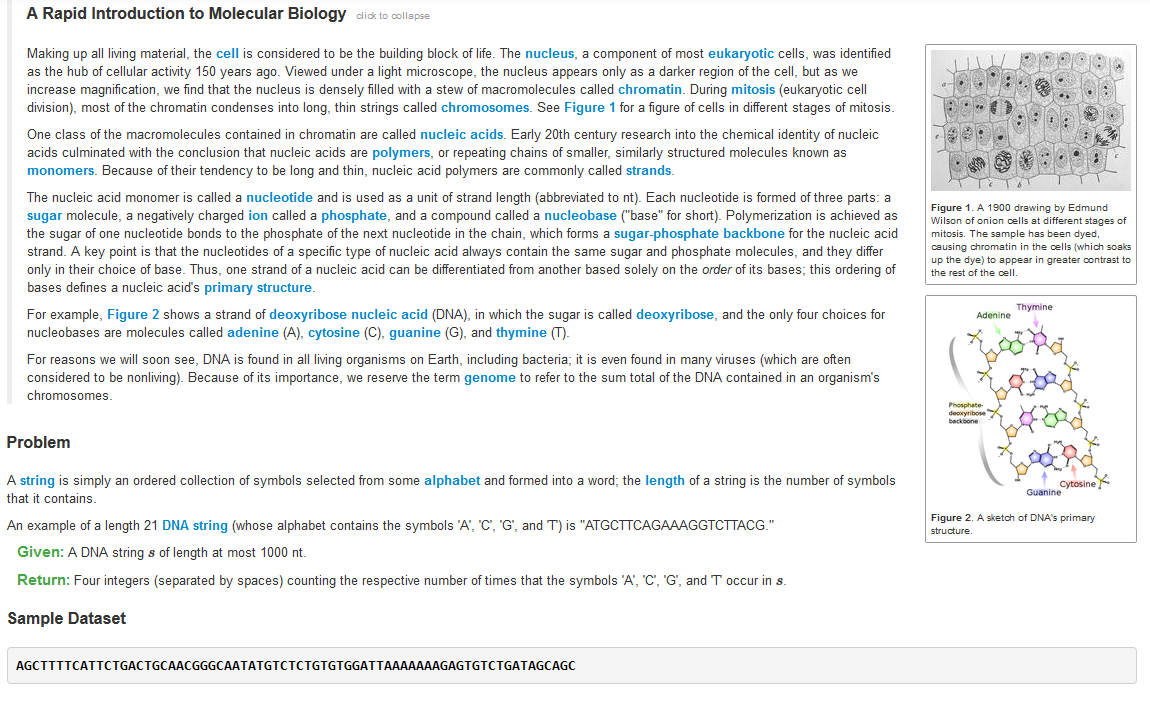 A Rapid Introduction to Molecular Biology click to collapse
Making up all living material, the cell is considered to be the building block of life. The nucleus, a component of most eukaryotic cells, was identified
as the hub of cellular activity 150 years ago. Viewed under a light microscope, the nucleus appears only as a darker region of the cell, but as we
increase magnification, we find that the nucleus is densely filled with a stew of macromolecules called chromatin. During mitosis (eukaryotic cell
division), most of the chromatin condenses into long, thin strings called chromosomes. See Figure 1 for a figure of cells in different stages of mitosis.
One class of the macromolecules contained in chromatin are called nucleic acids. Early 20th century research into the chemical identity of nucleic
acids culminated with the conclusion that nucleic acids are polymers, or repeating chains of smaller, similarly structured molecules known as
monomers. Because of their tendency to be long and thin, nucleic acid polymers are commonly called strands.
The nucleic acid monomer is called a nucleotide and is used as a unit of strand length (abbreviated to nt). Each nucleotide is formed of three parts: a
sugar molecule, a negatively charged ion called a phosphate, and a compound called a nucleobase ("base" for short). Polymerization is achieved as
the sugar of one nucleotide bonds to the phosphate of the next nucleotide in the chain, which forms a sugar-phosphate backbone for the nucleic acid
strand. A key point is that the nucleotides of a specific type of nucleic acid always contain the same sugar and phosphate molecules, and they differ
only in their choice of base. Thus, one strand of a nucleic acid can be differentiated from another based solely on the order of its bases; this ordering of
bases defines a nucleic acid's primary structure.
For example, Figure 2 shows a strand of deoxyribose nucleic acid (DNA), in which the sugar is called deoxyribose, and the only four choices for
nucleobases are molecules called adenine (A), cytosine (C), guanine (G), and thymine (T).
For reasons we will soon see, DNA is found in all living organisms on Earth, including bacteria; it is even found in many viruses (which are often
considered to be nonliving). Because of its importance, we reserve the term genome to refer to the sum total of the DNA contained in an organism's
chromosomes.
Figure 1. A 1900 drawing by Edmund
Wilson of onion cells at different stages of
mitosis. The sample has been dyed,
causing chromatin in the cells (which soaks
up the dye) to appear in greater contrast to
the rest of the cell.
Thymine
Adenine
Phosphate-
deoxyribose
backbone
Cytosine
Guanine
Figure 2. A sketch of DNA's primary
structure.
Problem
A string is simply an ordered collection of symbols selected from some alphabet and formed into a word; the length of a string is the number of symbols
that it contains.
An example of a length 21 DNA string (whose alphabet contains the symbols 'A', 'C', 'G', and 'T') is "ATGCTTCAGAAAGGTCTTACG."
Given: A DNA string s of length at most 1000 nt.
Return: Four integers (separated by spaces) counting the respective number of times that the symbols 'A', 'C', 'G', and 'T' occur in s.
Sample Dataset
AGCTTTTCATTCTGACTGCAACGGGCAATATGTCTCTGTGTGGATTAAAAAAAGAGTGTCTGATAGCAGC